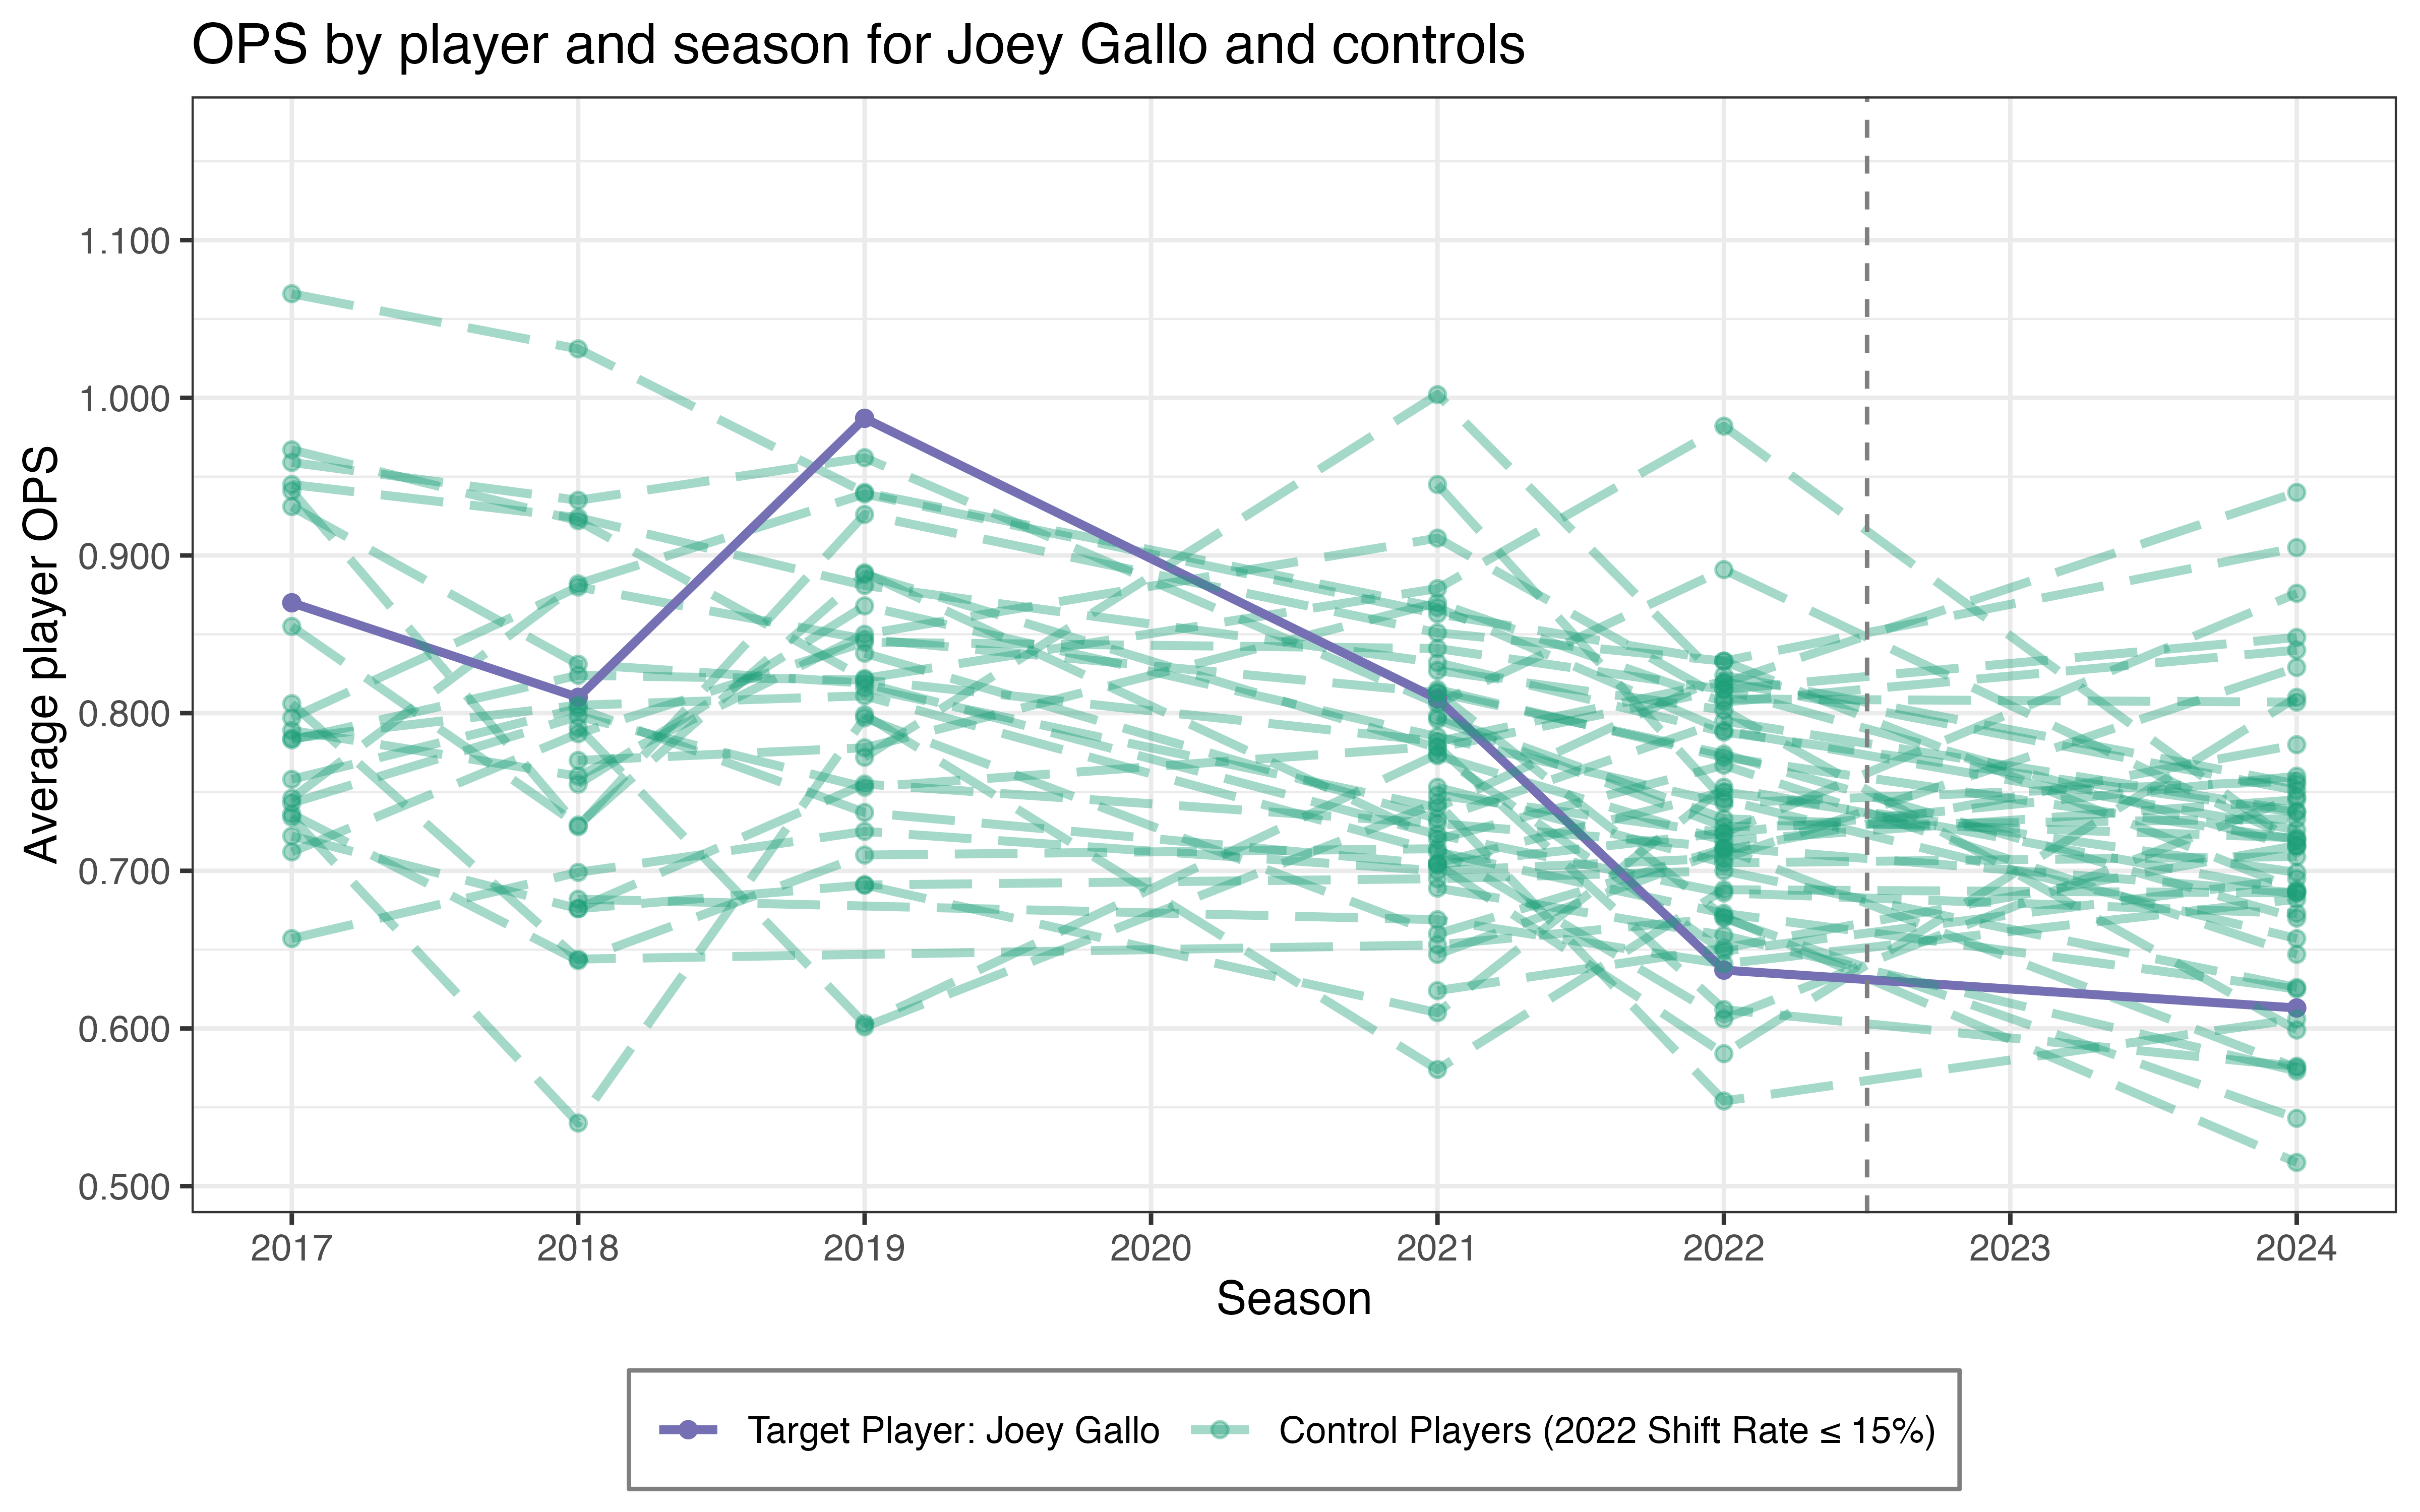 OPS by player and season for Joey Gallo and controls
Average player OPS
1.100
1.000
0.900
0.800
0.700
0.600
0.500
2017 2018 2019 2020 2021 2022 2023 2024
Season
Target Player: Joey Gallo Control Players (2022 Shift Rate ≤ 15%)